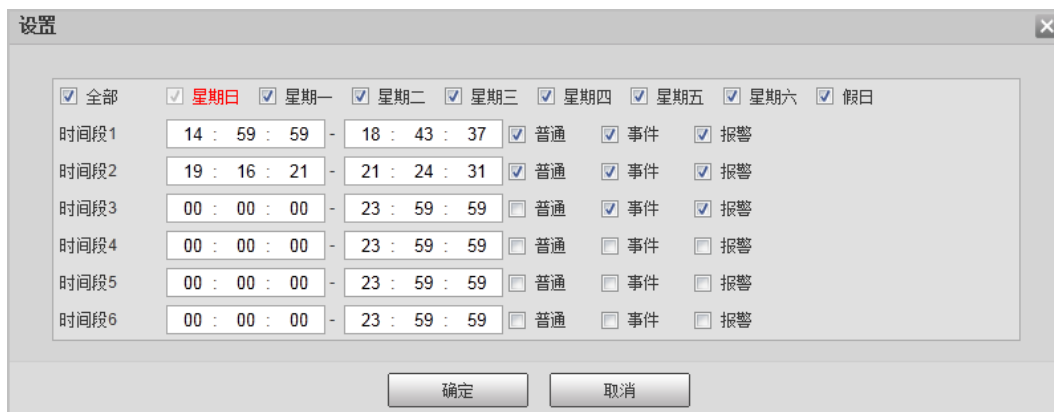 设置
全部 星期日 星期一 星期二 星期三 星期四 星期五 星期六 假日
时间段1 14 : 59 : 59 - 18 : 43 : 37 普通 事件 报警
时间段2 19 : 16 : 21 - 21 : 24 : 31 普通 事件 报警
时间段3 00 : 00 : 00 - 23 : 59 : 59 普通 事件 报警
时间段4 00 : 00 : 00 - 23 : 59 : 59 普通 事件 报警
时间段5 00 : 00 : 00 - 23 : 59 : 59 普通 事件 报警
时间段6 00 : 00 : 00 - 23 : 59 : 59 普通 事件 报警
确定 取消